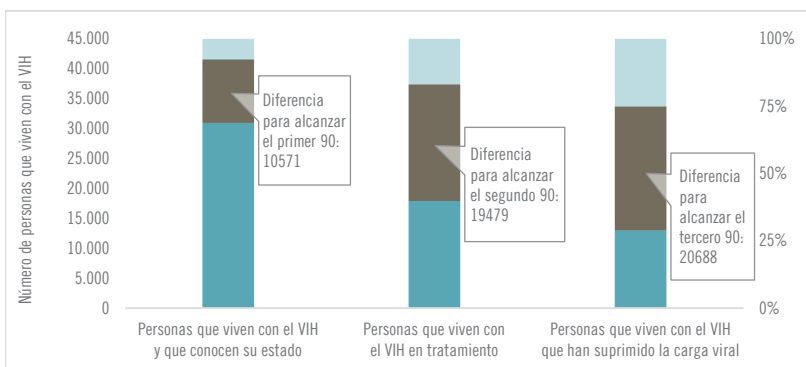 Número de personas que viven con el VIH
45.000
40.000
35.000
30.000
25.000
20.000
15.000
10.000
5.000
0
100%
75%
50%
25%
0%
Diferencia
para alcanzar
el primer 90:
10571
Diferencia
para alcanzar
el segundo 90:
19479
Diferencia
para
alcanzar el
tercero 90:
20688
Personas que viven con el VIH
y que conocen su estado
Personas que viven con
el VIH en tratamiento
Personas que viven con el VIH
que han suprimido la carga viral